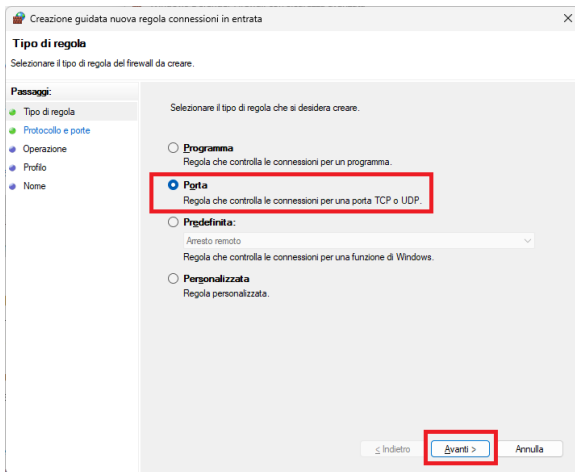 Creazione guidata nuova regola connessioni in entrata
Tipo di regola
Selezionare il tipo di regola del firewall da creare.
Passaggi:
Tipo di regola
Protocollo e porte
Operazione
Profilo
Nome
Selezionare il tipo di regola che si desidera creare.
Programma
Regola che controlla le connessioni per un programma.
Porta
Regola che controlla le connessioni per una porta TCP o UDP.
Predefinita:
Arresto remoto
Regola che controlla le connessioni per una funzione di Windows.
Personalizzata
Regola personalizzata.
< Indietro
Avanti >
Annulla